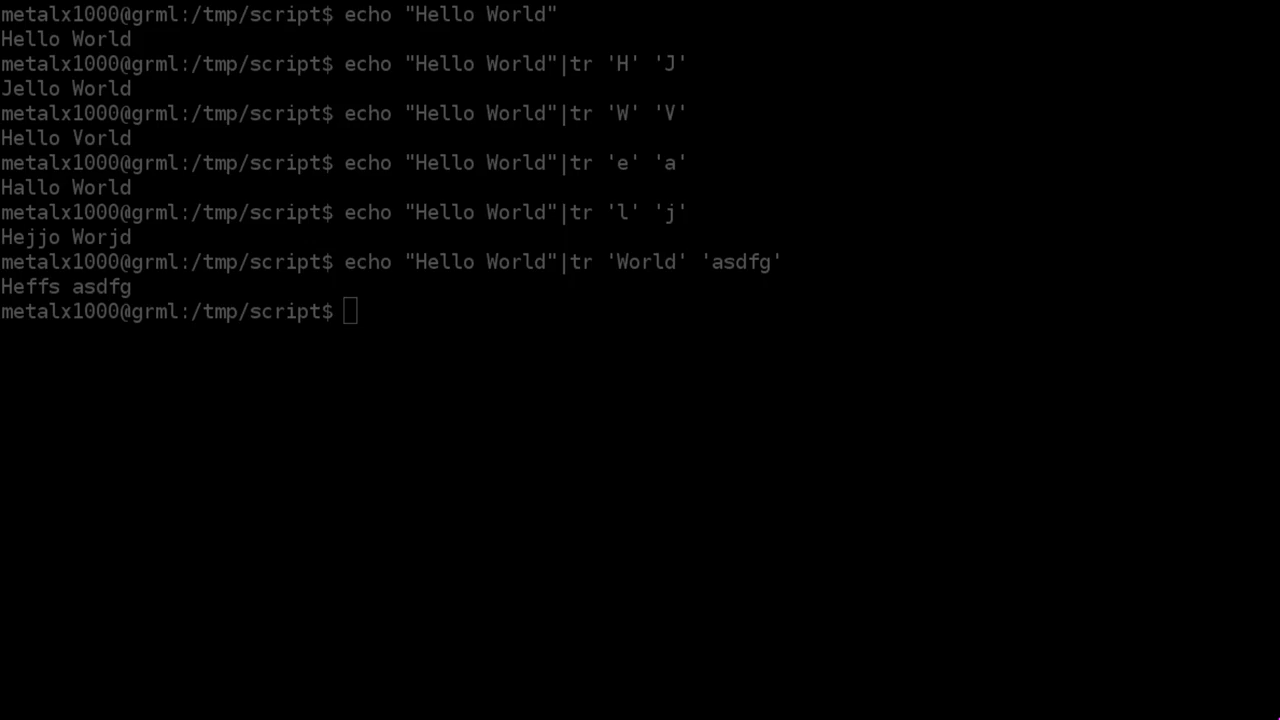 metalx1000@grml:/tmp/script$ echo "Hello World"
Hello World
metalx1000@grml:/tmp/script$ echo "Hello World"|tr 'H' 'J'
Jello World
metalx1000@grml:/tmp/script$ echo "Hello World"|tr 'W' 'V'
Hello Vorld
metalx1000@grml:/tmp/script$ echo "Hello World"|tr 'e' 'a'
Hallo World
metalx1000@grml:/tmp/script$ echo "Hello World"|tr 'l' 'j'
Hejjo Worjd
metalx1000@grml:/tmp/script$ echo "Hello World"|tr 'World' 'asdfg'
Heffs asdfg
metalx1000@grml:/tmp/script$